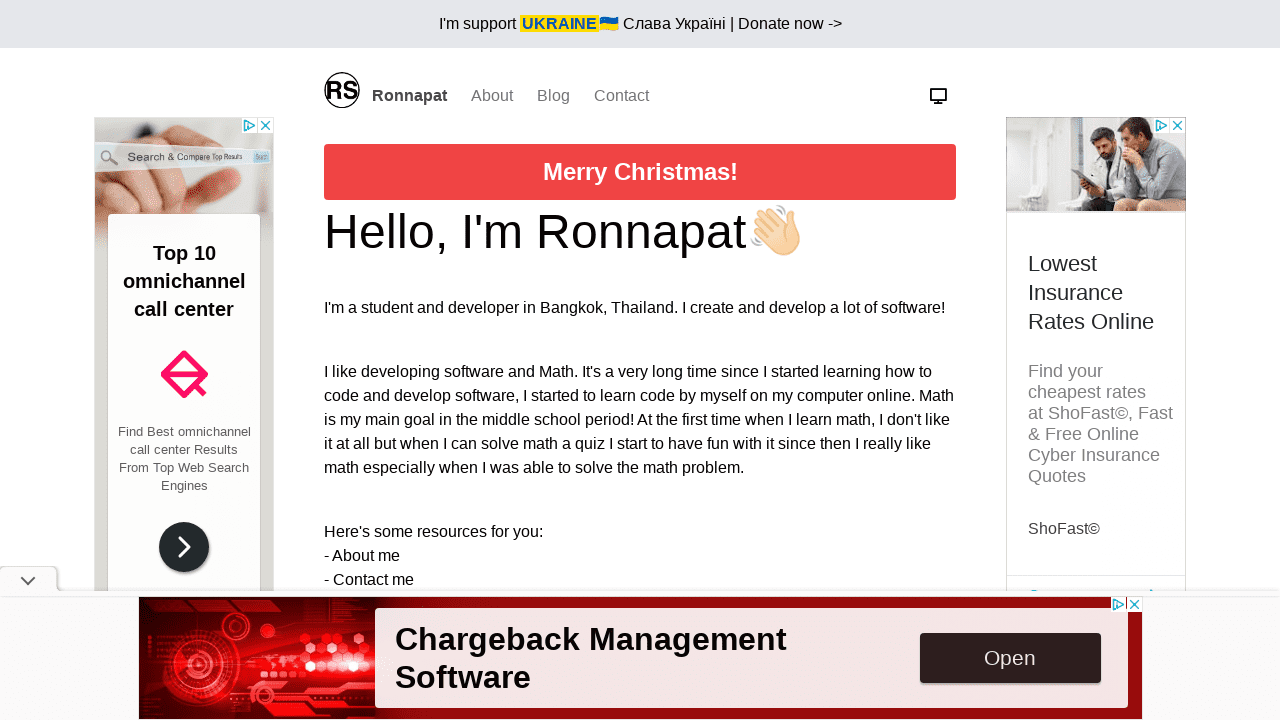 I'm support UKRAINE🇺🇦 Слава Україні | Donate now ->
RS Ronnapat About Blog Contact
Merry Christmas!
Hello, I'm Ronnapat👋🏻
I'm a student and developer in Bangkok, Thailand. I create and develop a lot of software!
I like developing software and Math. It's a very long time since I started learning how to
code and develop software, I started to learn code by myself on my computer online. Math
is my main goal in the middle school period! At the first time when I learn math, I don't like
it at all but when I can solve math a quiz I start to have fun with it since then I really like
math especially when I was able to solve the math problem.
Here's some resources for you:
- About me
- Contact me
Search & Compare Top Results
Search
Top 10
omnichannel
call center
Find Best omnichannel
call center Results
From Top Web Search
Engines
Lowest
Insurance
Rates Online
Find your
cheapest rates
at ShoFast©, Fast
& Free Online
Cyber Insurance
Quotes
ShoFast©
Chargeback Management
Software
Open